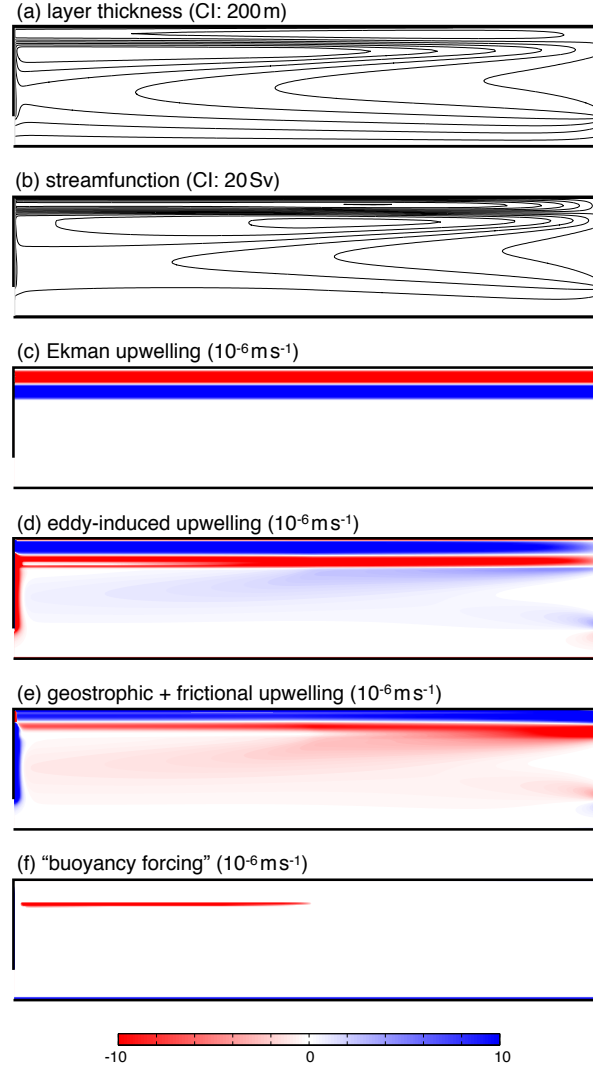 (a) layer thickness (CI: 200 m)
(b) streamfunction (CI: 20 Sv)
(c) Ekman upwelling (10-6 m s-1)
(d) eddy-induced upwelling (10-6 m s-1)
(e) geostrophic + frictional upwelling (10-6 m s-1)
(f) “buoyancy forcing” (10-6 m s-1)
-10 0 10